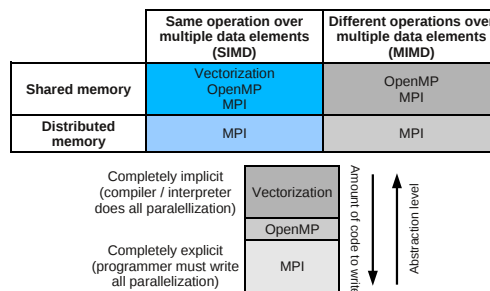 Same operation over
multiple data elements
(SIMD)
Different operations over
multiple data elements
(MIMD)
Shared memory
Vectorization
OpenMP
MPI
OpenMP
MPI
Distributed
memory
MPI
MPI
Completely implicit
(compiler / interpreter
does all paralellization)
Vectorization
OpenMP
Completely explicit
(programmer must write
all parallelization)
MPI
Amount of code to write
Abstraction level